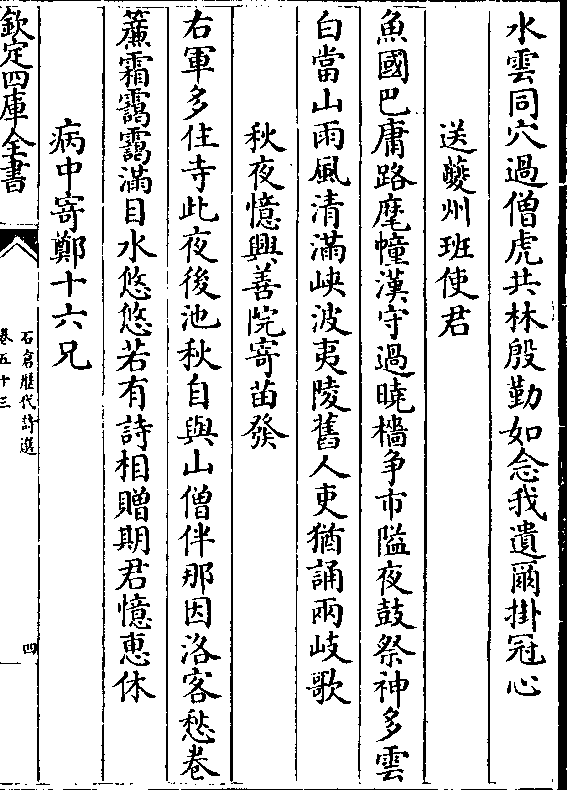 水雲同穴過僧虎共林殷勤如念我遺爾掛冠心
送夔州班使君
魚國巴庸路麾幢漢守過曉檣争市隘夜鼓祭神多雲
白當山雨風清滿峽波夷陵舊人吏猶誦兩岐歌
秋夜憶興善院寄苗發
右軍多住寺此夜後池秋自與山僧伴那因洛客愁卷
簾霜靄靄滿目水悠悠若有詩相贈期君憶惠休
病中寄鄭十六兄
欽定四庫全書
石倉歴代詩選
卷五十三
四